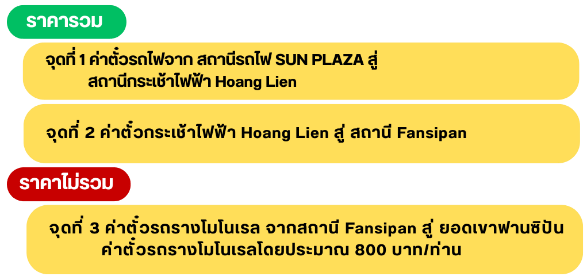 ราคารวม
จุดที่ 1 ค่าตั๋วรถไฟจาก สถานีรถไฟ SUN PLAZA สู่
สถานีกระเช้าไฟฟ้า Hoang Lien
จุดที่ 2 ค่าตั๋วกระเช้าไฟฟ้า Hoang Lien สู่ สถานี Fansipan
ราคาไม่รวม
จุดที่ 3 ค่าตั๋วรถรางโมโนเรล จากสถานี Fansipan สู่ ยอดเขาฟานซิปัน
ค่าตั๋วรถรางโมโนเรลโดยประมาณ 800 บาท/ท่าน